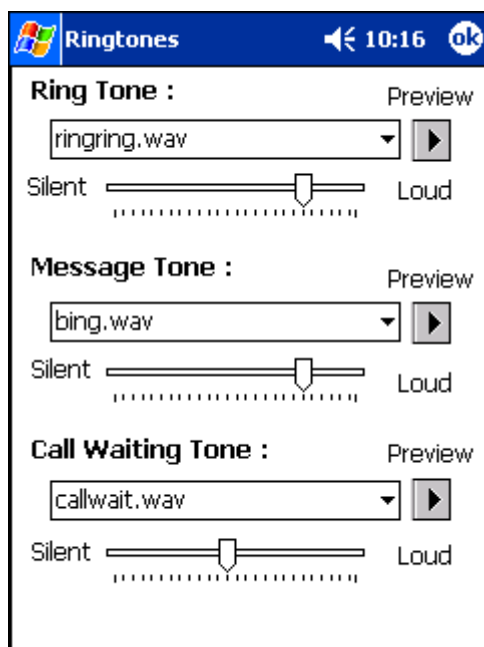 Ringtones 10:16 ok
Ring Tone : Preview
ringring.wav
Silent Loud
Message Tone : Preview
bing.wav
Silent Loud
Call Waiting Tone : Preview
callwait.wav
Silent Loud